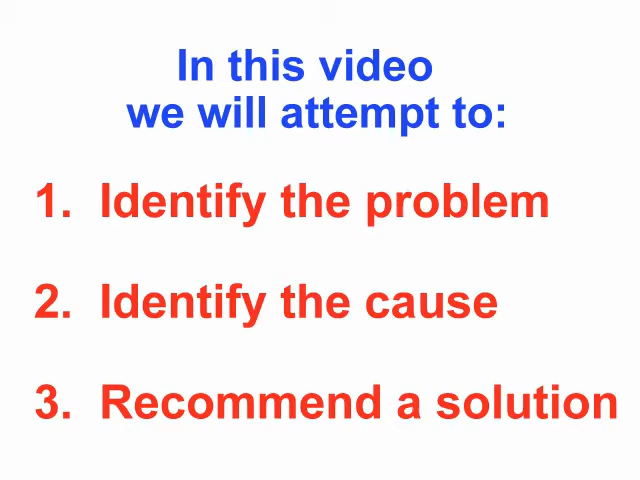 In this video
we will attempt to:
1. Identify the problem
2. Identify the cause
3. Recommend a solution